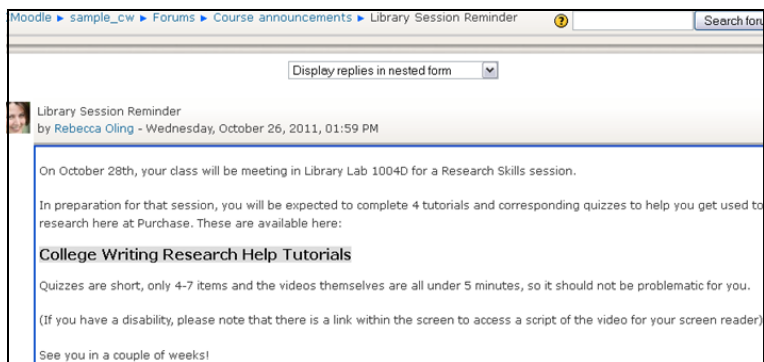 Moodle ► sample_cw ► Forums ► Course announcements ► Library Session Reminder
Search foru
Display replies in nested form
Library Session Reminder
by Rebecca Oling - Wednesday, October 26, 2011, 01:59 PM
On October 28th, your class will be meeting in Library Lab 1004D for a Research Skills session.
In preparation for that session, you will be expected to complete 4 tutorials and corresponding quizzes to help you get used to
research here at Purchase. These are available here:
College Writing Research Help Tutorials
Quizzes are short, only 4-7 items and the videos themselves are all under 5 minutes, so it should not be problematic for you.
(If you have a disability, please note that there is a link within the screen to access a script of the video for your screen reader)
See you in a couple of weeks!